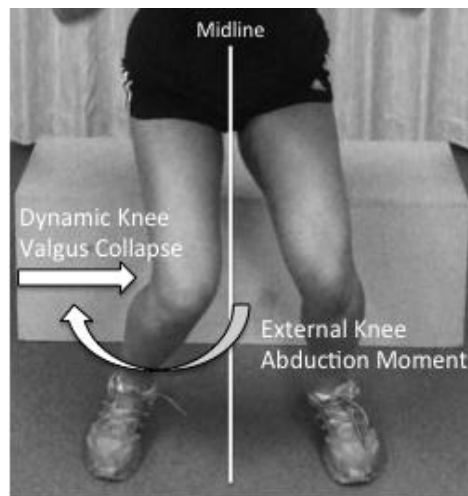 Midline
Dynamic Knee
Valgus Collapse
External Knee
Abduction Moment